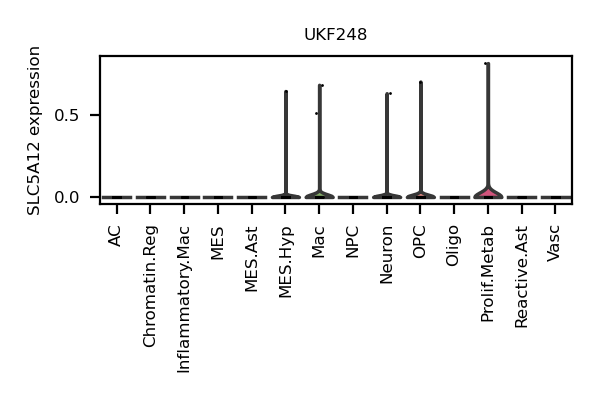 UKF248
SLC5A12 expression
0.5
0.0
AC
Chromatin.Reg
Inflammatory.Mac
MES
MES.Ast
MES.Hyp
Mac
NPC
Neuron
OPC
Oligo
Prolif.Metab
Reactive.Ast
Vasc